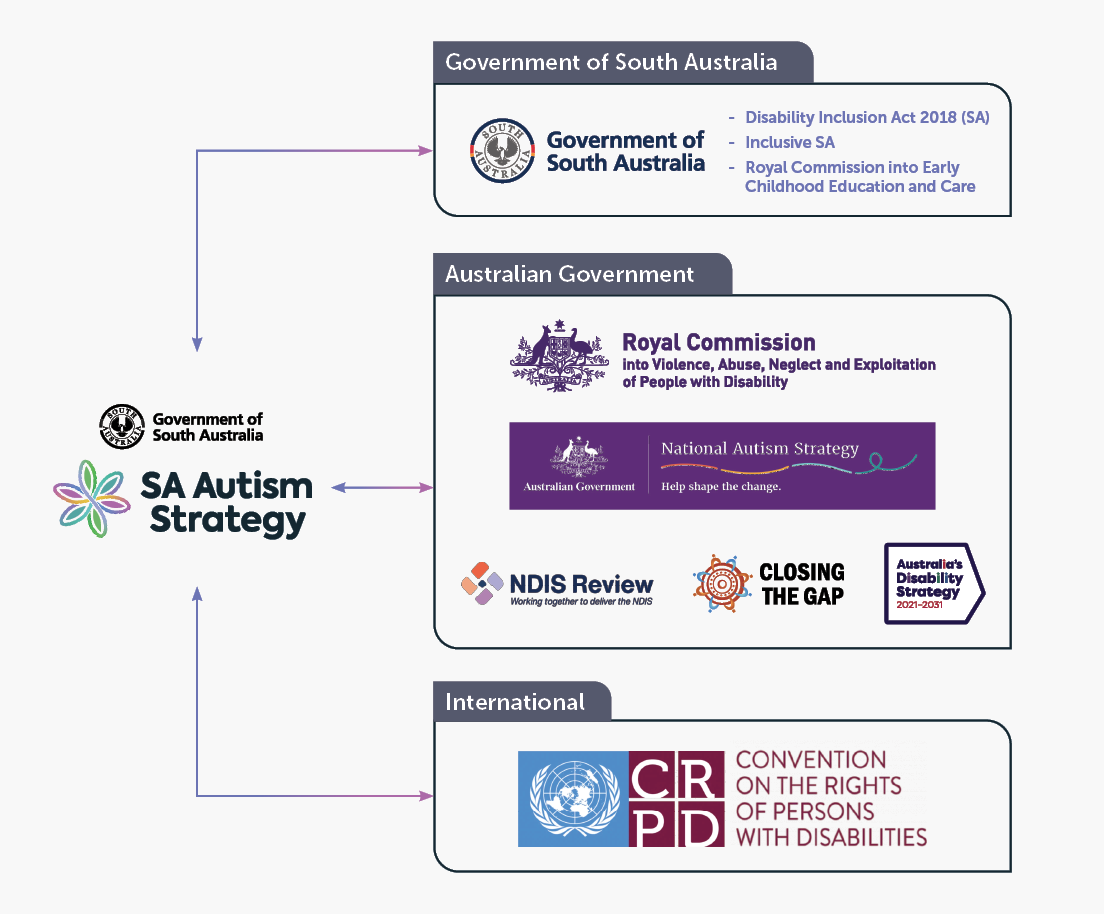 Government of South Australia
SOUTH AUSTRALIA
Government of
South Australia
- Disability Inclusion Act 2018 (SA)
- Inclusive SA
- Royal Commission into Early
Childhood Education and Care
Australian Government
Royal Commission
into Violence, Abuse, Neglect and Exploitation
of People with Disability
SOUTH AUSTRALIA
Government of
South Australia
SA Autism
Strategy
Australian Government
National Autism Strategy
Help shape the change.
NDIS Review
Working together to deliver the NDIS
CLOSING
THE GAP
Australia's
Disability
Strategy
2021-2031
International
CR
PD
CONVENTION
ON THE RIGHTS
OF PERSONS
WITH DISABILITIES